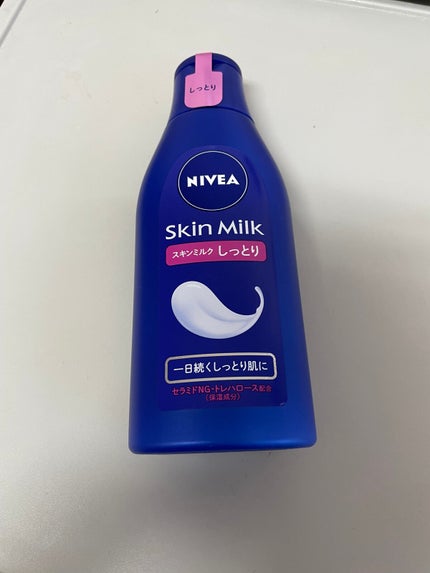 しっとり
NIVEA
Skin Milk
スキンミルク しっとり
一日続くしっとり肌に
セラミドNG・トレハロース配合
(保湿成分)